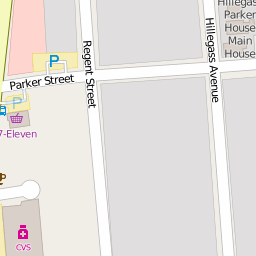 Hillegass
Parker
House
Main
House
P
Parker Street
Regent Street
Hillegass Avenue
P
7-Eleven
CVS